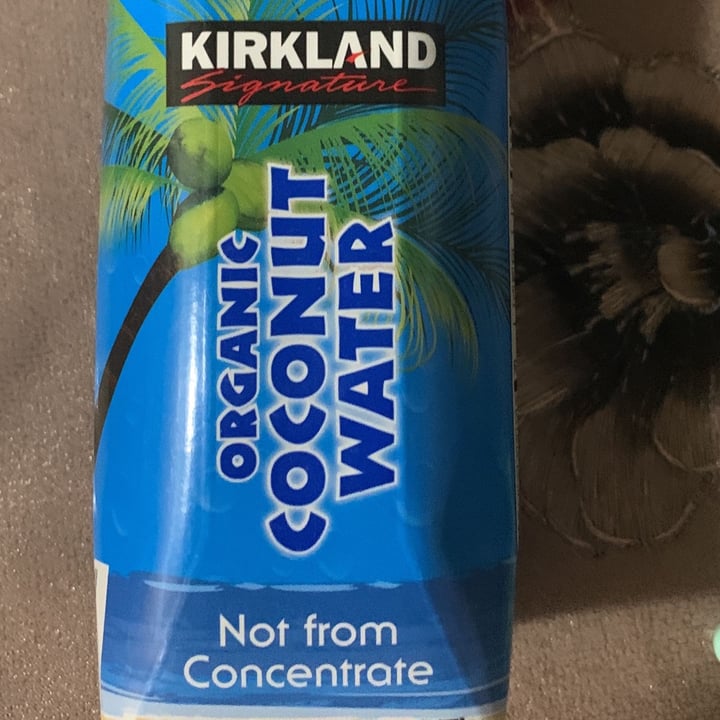 KIRKLAND
Signature
ORGANIC
COCONUT
WATER
Not from
Concentrate